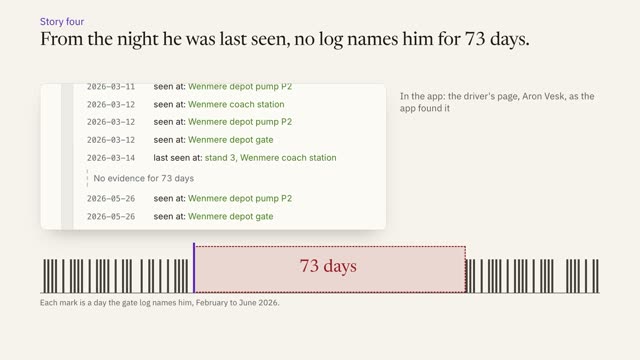 Story four
From the night he was last seen, no log names him for 73 days.
2026-03-11 seen at: Wenmere depot pump P2
2026-03-12 seen at: Wenmere coach station
2026-03-12 seen at: Wenmere depot pump P2
2026-03-12 seen at: Wenmere depot gate
2026-03-14 last seen at: stand 3, Wenmere coach station
No evidence for 73 days
2026-05-26 seen at: Wenmere depot pump P2
2026-05-26 seen at: Wenmere depot gate
In the app: the driver's page, Aron Vesk, as the
app found it
73 days
Each mark is a day the gate log names him, February to June 2026.